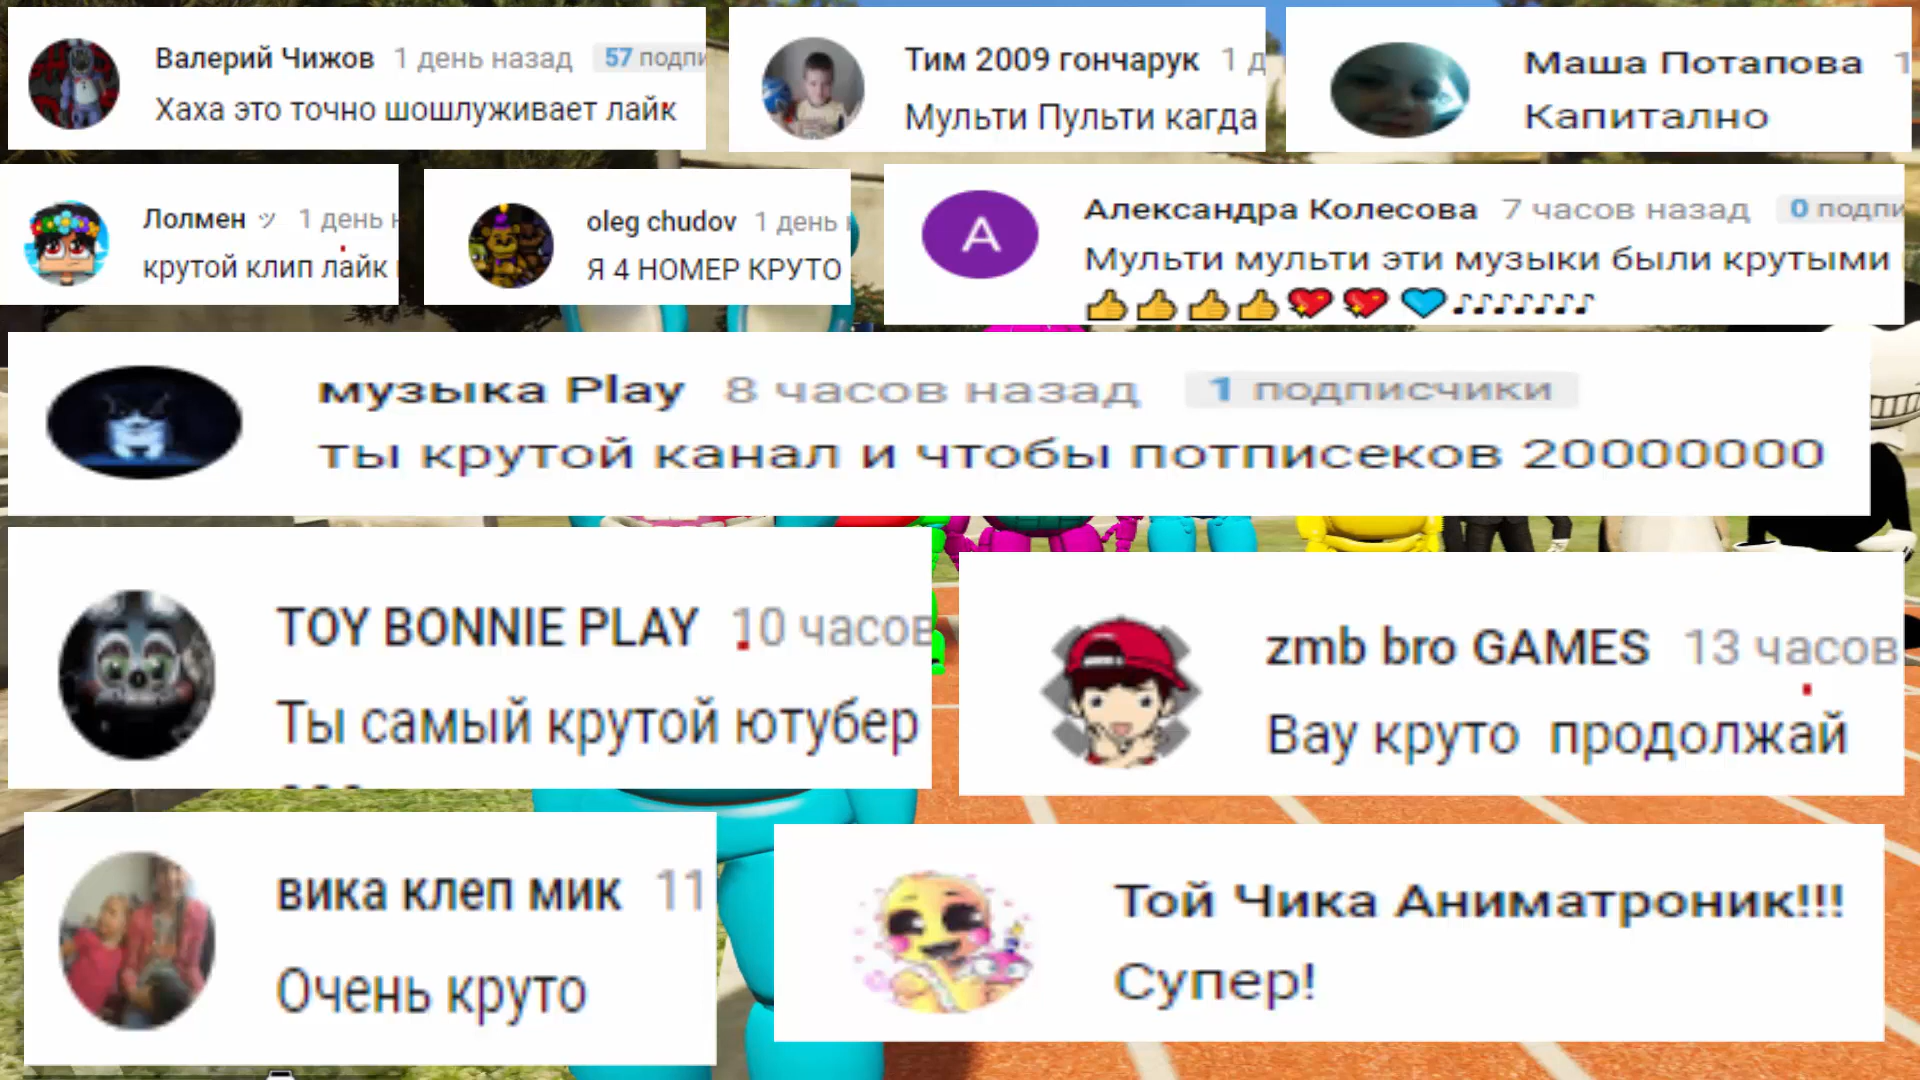 Валерий Чижов 1 день назад 57 подпи
Хаха это точно шошлуживает лайк
Тим 2009 гончарук 1 д
Мульти Пульти кагда
Маша Потапова 1
Капитално
Лолмен ッ 1 день н
крутой клип лайк
oleg chudov 1 день н
Я 4 НОМЕР КРУТО
А
Александра Колесова 7 часов назад 0 подпи
Мульти мульти эти музыки были крутыми
👍👍👍👍💖💖💙🎵🎵🎵🎵🎵🎵🎵
музыка Play 8 часов назад 1 подписчики
ты крутой канал и чтобы потписеков 20000000
TOY BONNIE PLAY 10 часов
Ты самый крутой ютубер
zmb bro GAMES 13 часов
Вау круто продолжай
вика клеп мик 11
Очень круто
Той Чика Аниматроник!!!
Супер!